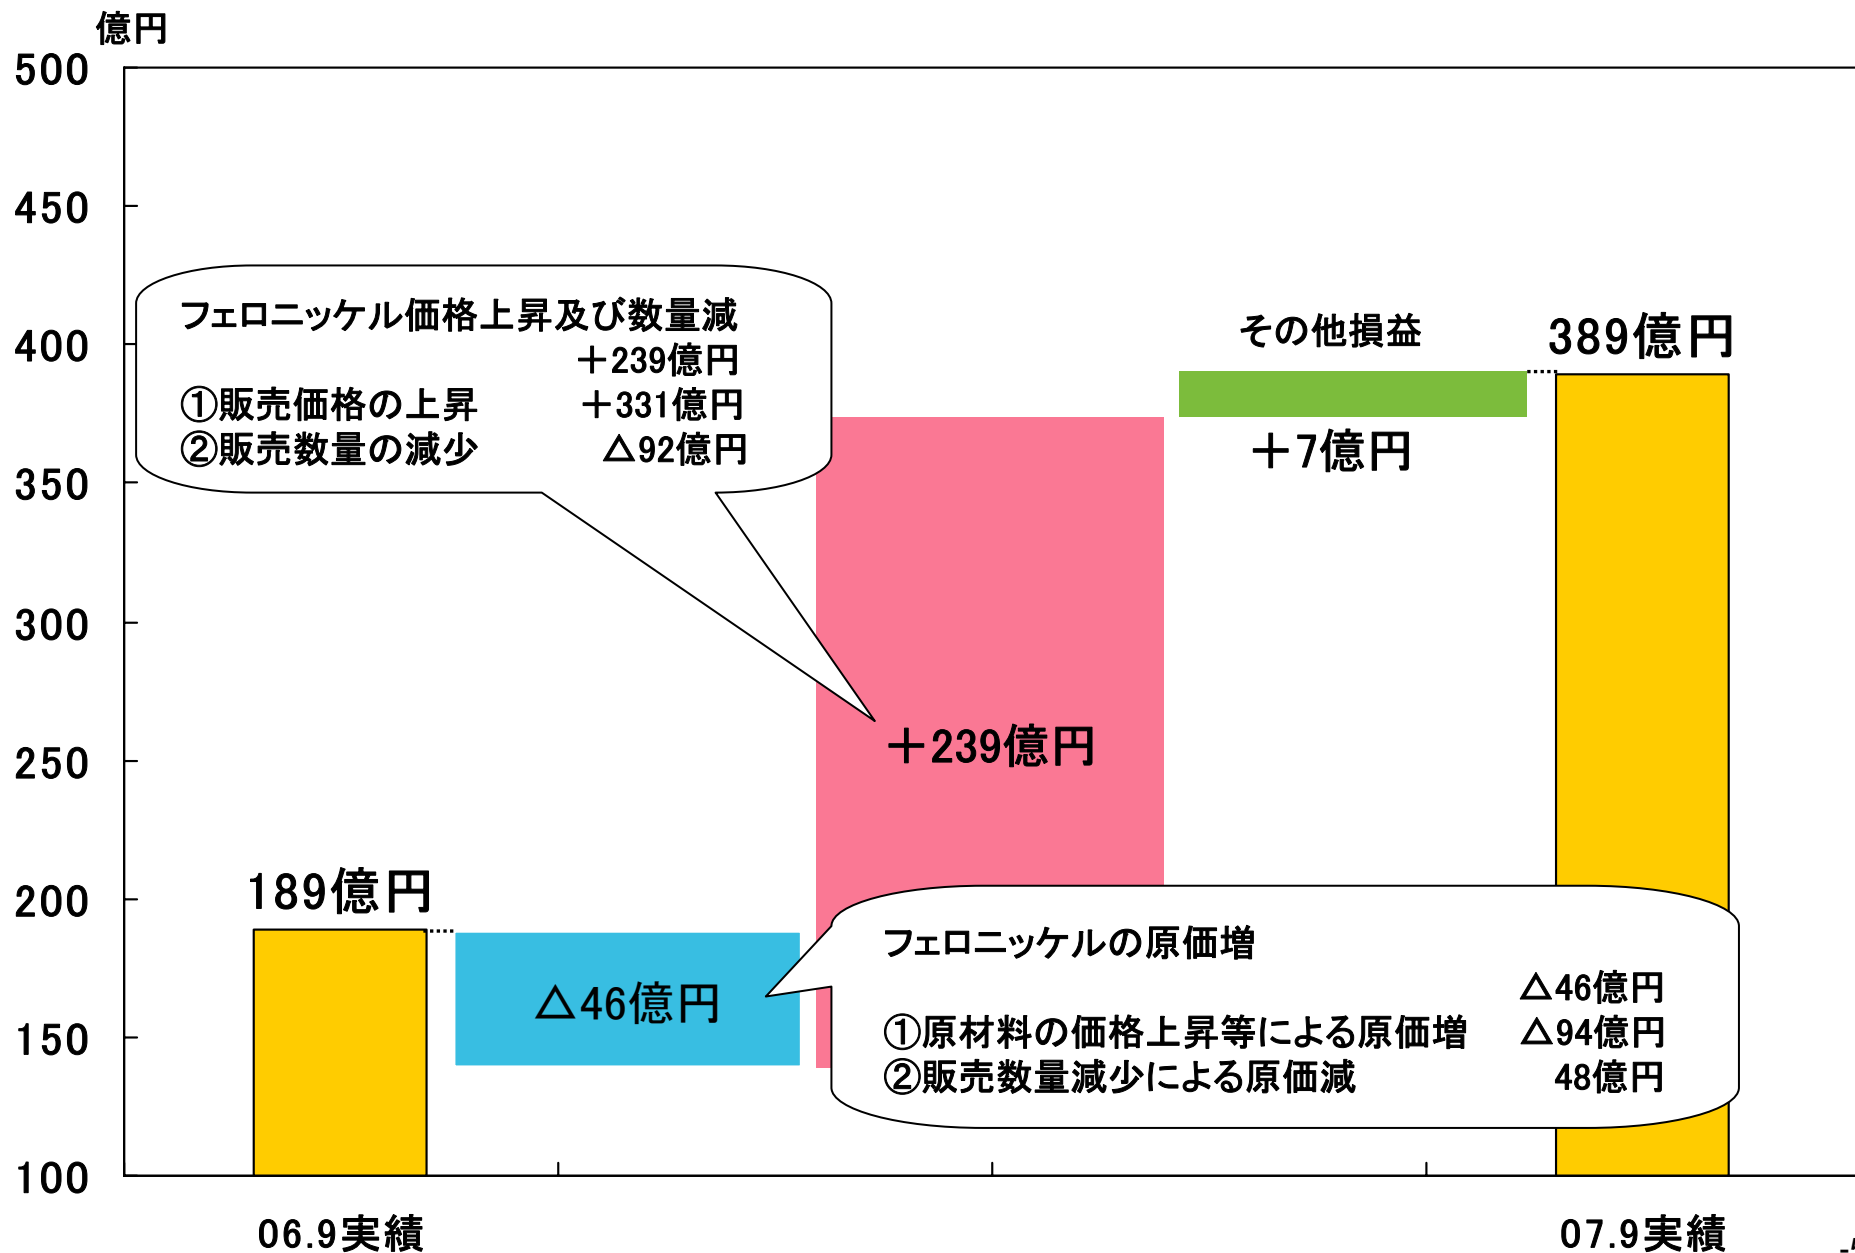 億円
500
450
400
350
300
250
200
150
100
フェロニッケル価格上昇及び数量減
＋239億円
①販売価格の上昇 ＋331億円
②販売数量の減少 △92億円
その他損益
＋7億円
389億円
＋239億円
189億円
△46億円
フェロニッケルの原価増
△46億円
①原材料の価格上昇等による原価増 △94億円
②販売数量減少による原価減 48億円
06.9実績
07.9実績